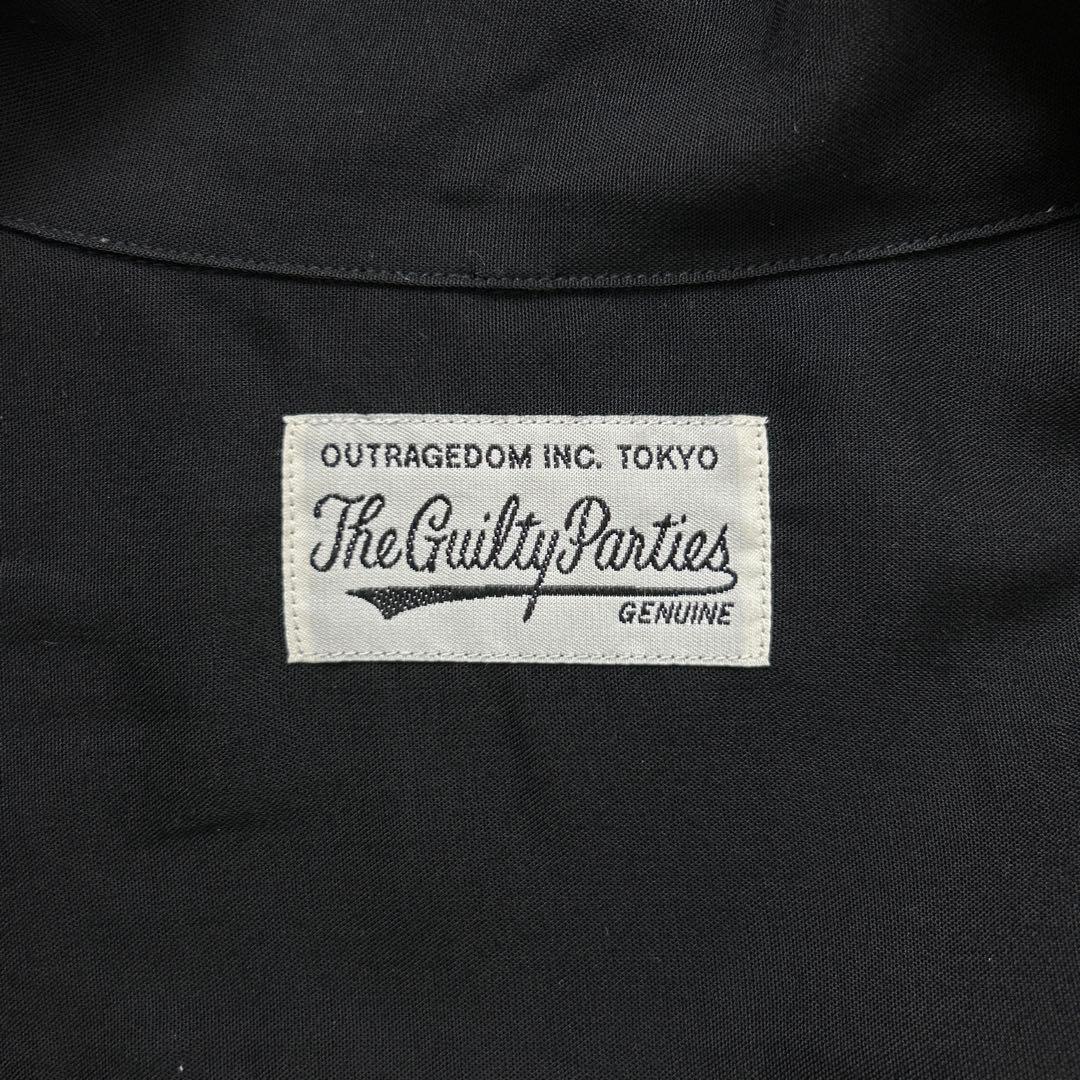 OUTRAGEDOM INC. TOKYO
The Guilty Parties
GENUINE